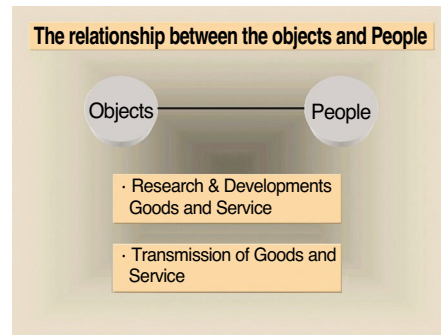 The relationship between the objects and People
Objects
People
· Research & Developments
Goods and Service
· Transmission of Goods and
Service